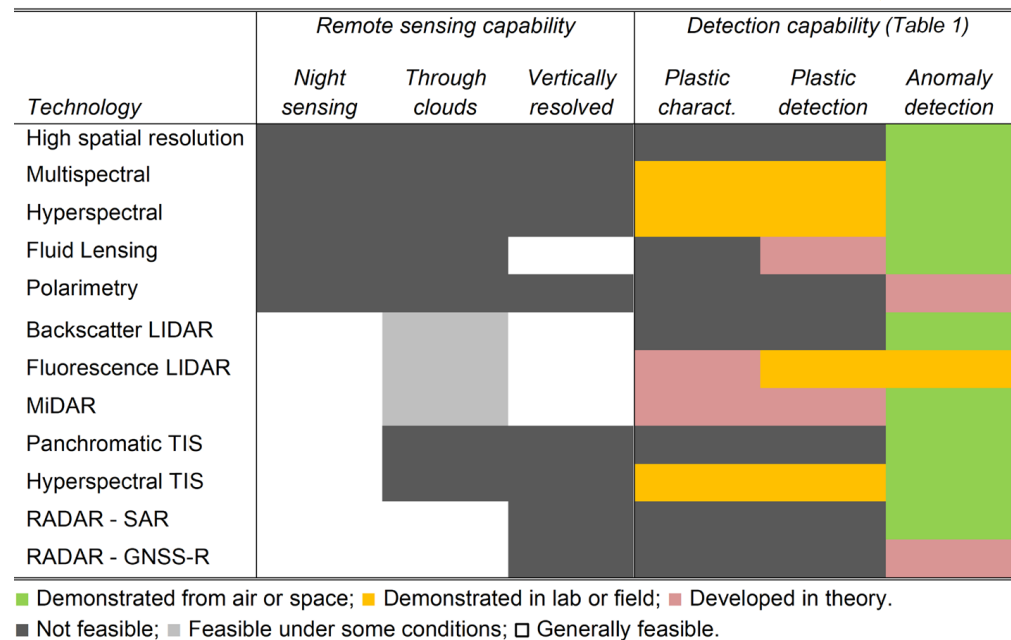 Remote sensing capability Detection capability (Table 1)
Night Through Vertically Plastic Plastic Anomaly
Technology sensing clouds resolved charact. detection detection
High spatial resolution
Multispectral
Hyperspectral
Fluid Lensing
Polarimetry
Backscatter LIDAR
Fluorescence LIDAR
MiDAR
Panchromatic TIS
Hyperspectral TIS
RADAR - SAR
RADAR - GNSS-R
Demonstrated from air or space; Demonstrated in lab or field; Developed in theory.
Not feasible; Feasible under some conditions; Generally feasible.